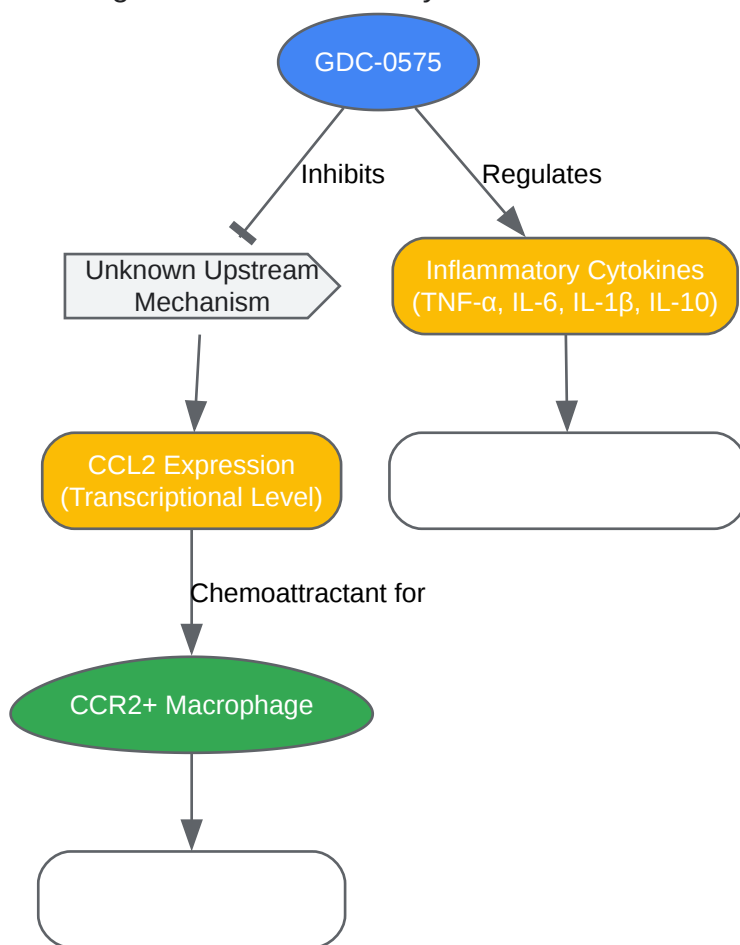 GDC-0575
Inhibits
Regulates
Unknown Upstream
Mechanism
Inflammatory Cytokines
(TNF-α, IL-6, IL-1β, IL-10)
CCL2 Expression
(Transcriptional Level)
Chemoattractant for
CCR2+ Macrophage